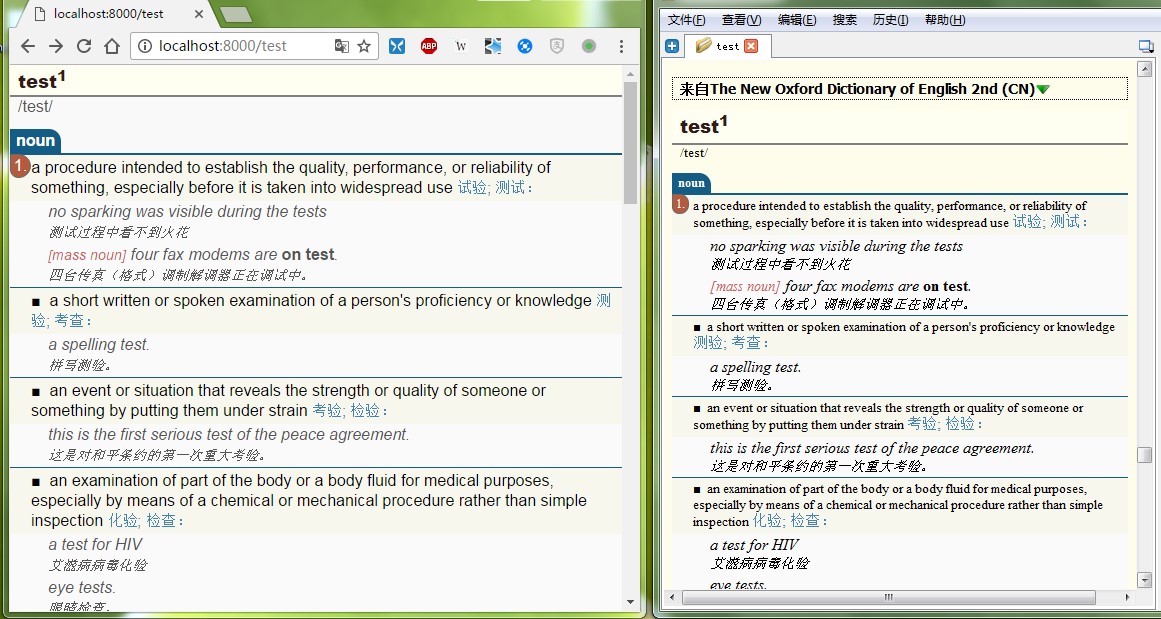 localhost:8000/test
localhost:8000/test
ABP
W
test1
/test/
noun
1. a procedure intended to establish the quality, performance, or reliability of
something, especially before it is taken into widespread use 试验; 测试：
no sparking was visible during the tests
测试过程中看不到火花
[mass noun] four fax modems are on test.
四台传真（格式）调制解调器正在调试中。
■ a short written or spoken examination of a person's proficiency or knowledge 测
验; 考查：
a spelling test.
拼写测验。
■ an event or situation that reveals the strength or quality of someone or
something by putting them under strain 考验; 检验：
this is the first serious test of the peace agreement.
这是对和平条约的第一次重大考验。
■ an examination of part of the body or a body fluid for medical purposes,
especially by means of a chemical or mechanical procedure rather than simple
inspection 化验; 检查：
a test for HIV
艾滋病病毒化验
eye tests.
眼睛检查。
文件(F) 查看(V) 编辑(E) 搜索 历史(I) 帮助(H)
test
来自The New Oxford Dictionary of English 2nd (CN)
test1
/test/
noun
1. a procedure intended to establish the quality, performance, or reliability of
something, especially before it is taken into widespread use 试验; 测试：
no sparking was visible during the tests
测试过程中看不到火花
[mass noun] four fax modems are on test.
四台传真（格式）调制解调器正在调试中。
■ a short written or spoken examination of a person's proficiency or knowledge
测验; 考查：
a spelling test.
拼写测验。
■ an event or situation that reveals the strength or quality of someone or
something by putting them under strain 考验; 检验：
this is the first serious test of the peace agreement.
这是对和平条约的第一次重大考验。
■ an examination of part of the body or a body fluid for medical purposes,
especially by means of a chemical or mechanical procedure rather than simple
inspection 化验; 检查：
a test for HIV
艾滋病病毒化验
eye tests.